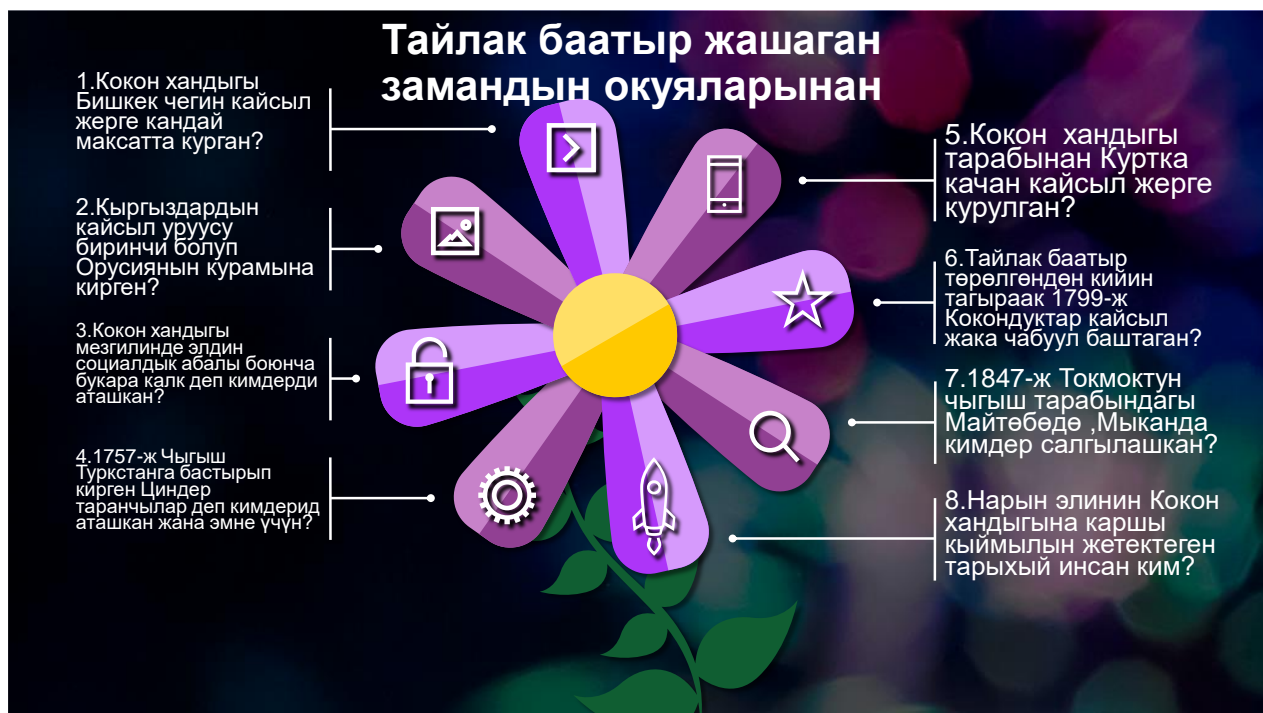 Тайлак баатыр жашаган
замандын окуяларынан
1.Кокон хандыгы
Бишкек чегин кайсыл
жерге кандай
максатта курган?
2.Кыргыздардын
кайсыл уруусу
биринчи болуп
Орусиянын курамына
кирген?
3.Кокон хандыгы
мезгилинде элдин
социалдык абалы боюнча
букара калк деп кимдерди
аташкан?
4.1757-ж Чыгыш
Туркстанга бастырып
кирген Циндер
таранчылар деп кимдерид
аташкан жана эмне үчүн?
5.Кокон хандыгы
тарабынан Куртка
качан кайсыл жерге
курулган?
6.Тайлак баатыр
төрөлгөндөн кийин
тагыраак 1799-ж
Кокондуктар кайсыл
жака чабуул баштаган?
7.1847-ж Токмоктун
чыгыш тарабындагы
Майтөбөдө ,Мыканда
кимдер салгылашкан?
8.Нарын элинин Кокон
хандыгына каршы
кыймылын жетектеген
тарыхый инсан ким?